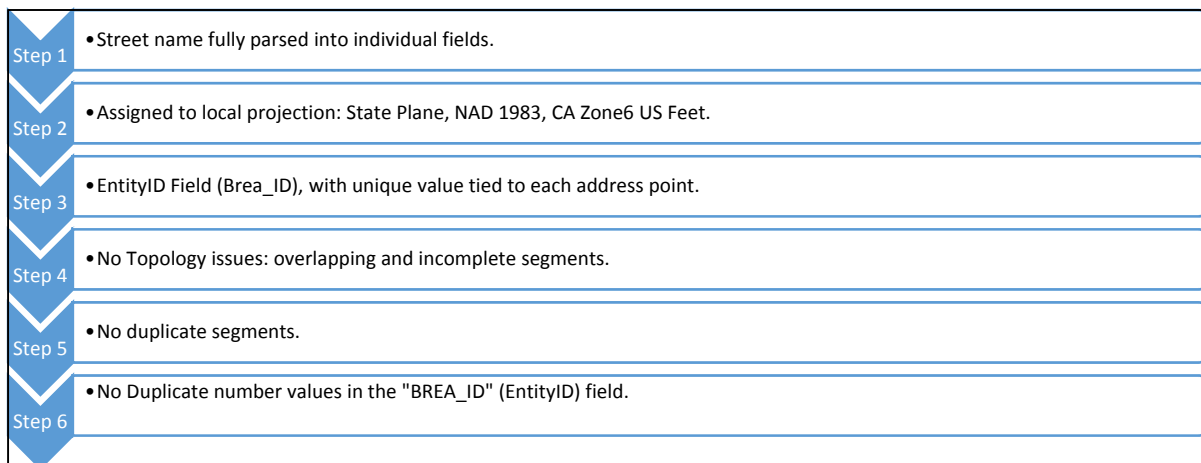 Step 1
•Street name fully parsed into individual fields.
Step 2
•Assigned to local projection: State Plane, NAD 1983, CA Zone6 US Feet.
Step 3
•EntityID Field (Brea_ID), with unique value tied to each address point.
Step 4
•No Topology issues: overlapping and incomplete segments.
Step 5
•No duplicate segments.
Step 6
•No Duplicate number values in the "BREA_ID" (EntityID) field.